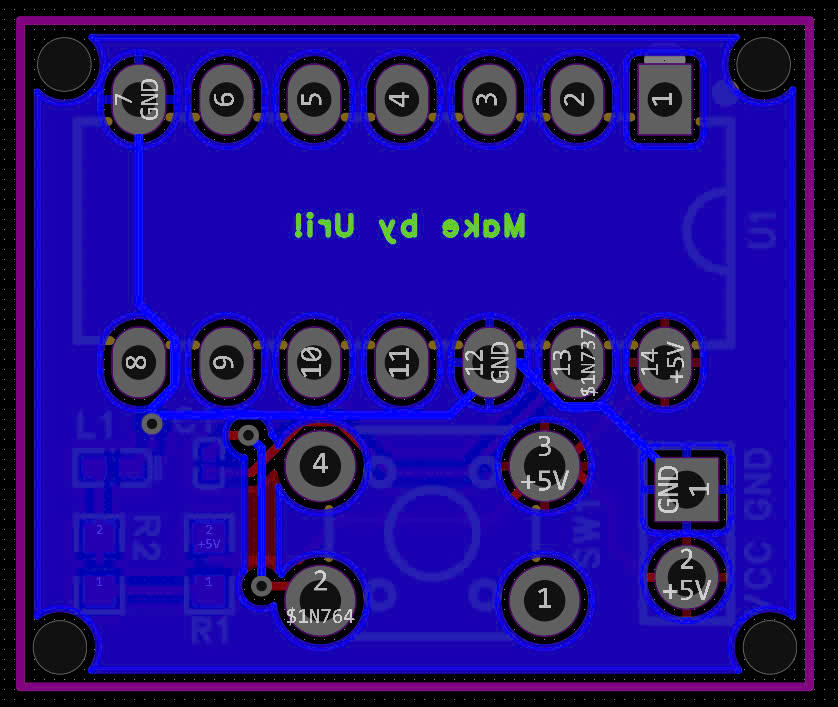 7 GND
6
5
4
3
2
1
Make by Uri!
U1
8
9
10
11
12 GND
13 $1N737
14 +5V
L1
C1
4
3
+5V
GND 1
R2
2
2
+5V
SW1
VCC GND
1
1
2
$1N764
1
2
+5V
R1